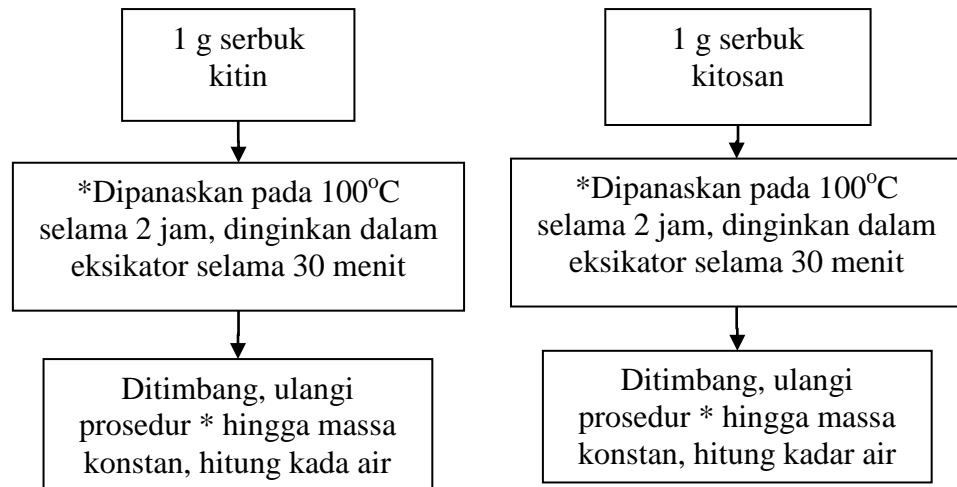 1 g serbuk
kitin
*Dipanaskan pada 100°C
selama 2 jam, dinginkan dalam
eksikator selama 30 menit
Ditimbang, ulangi
prosedur * hingga massa
konstan, hitung kada air
1 g serbuk
kitosan
*Dipanaskan pada 100°C
selama 2 jam, dinginkan dalam
eksikator selama 30 menit
Ditimbang, ulangi
prosedur * hingga massa
konstan, hitung kadar air